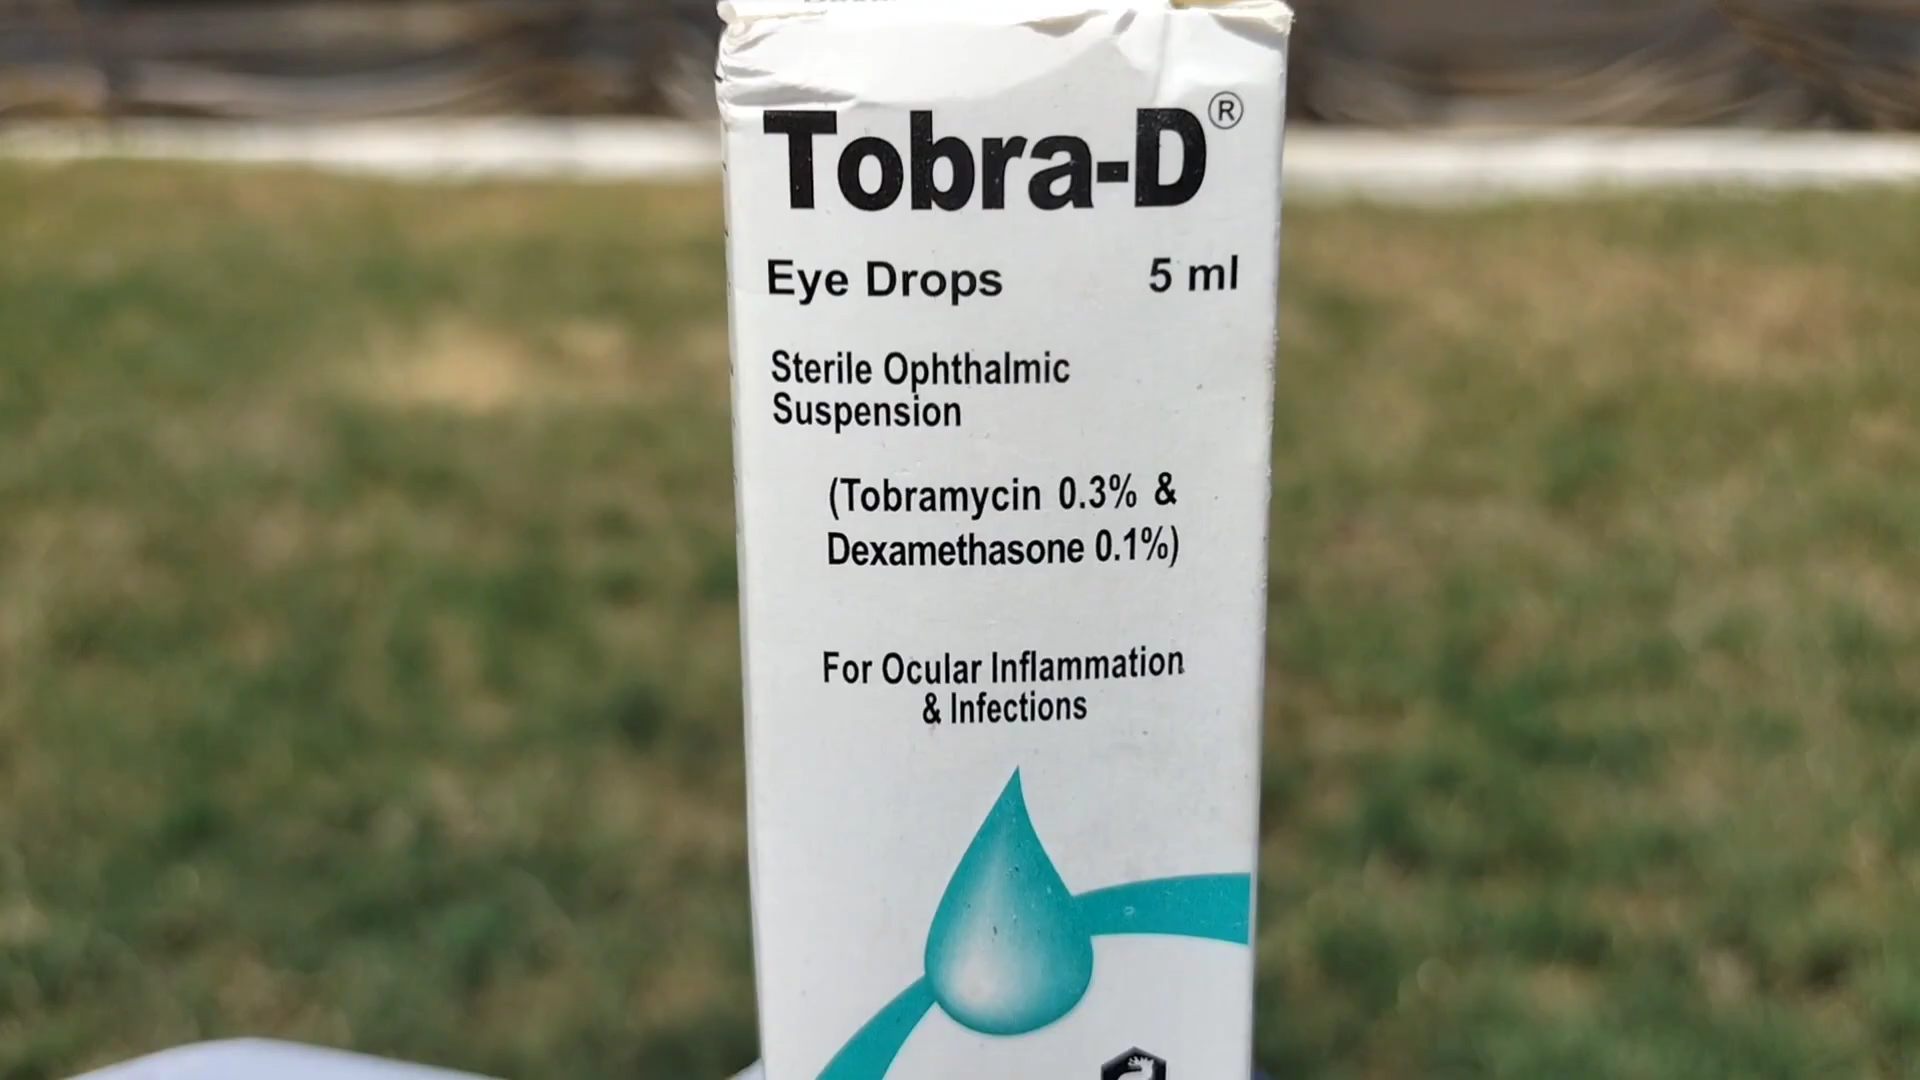 Tobra-D®
Eye Drops 5 ml
Sterile Ophthalmic
Suspension
(Tobramycin 0.3% &
Dexamethasone 0.1%)
For Ocular Inflammation
& Infections